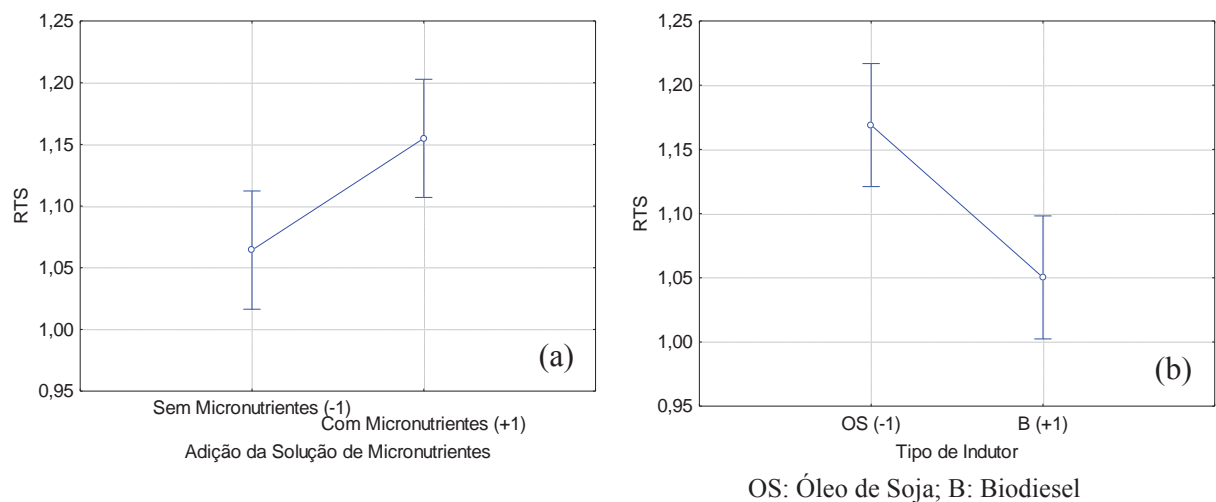 1,25
1,20
1,15
1,10
1,05
1,00
0,95
RTS
Sem Micronutrientes (-1)
Com Micronutrientes (+1)
Adição da Solução de Micronutrientes
(a)
1,25
1,20
1,15
1,10
1,05
1,00
0,95
RTS
OS (-1) B (+1)
Tipo de Indutor
(b)
OS: Óleo de Soja; B: Biodiesel